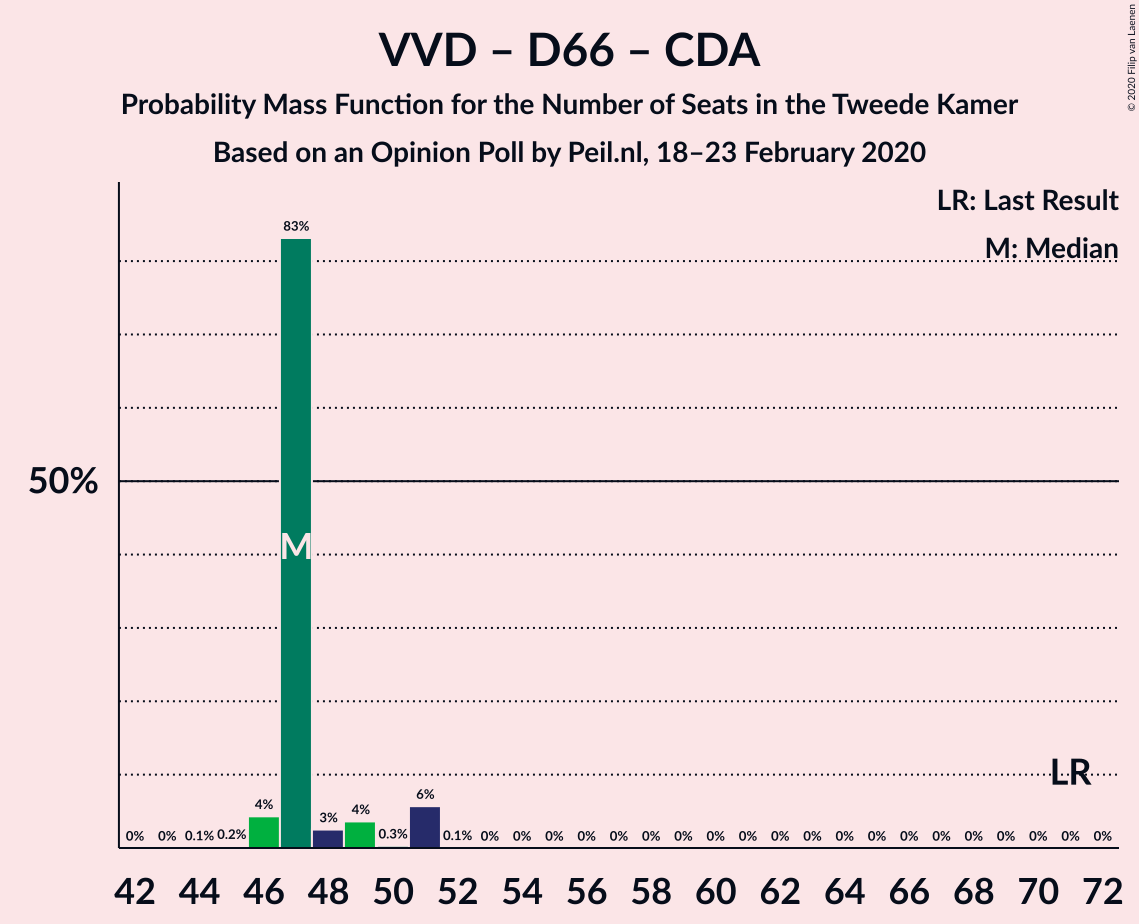 VVD – D66 – CDA
Probability Mass Function for the Number of Seats in the Tweede Kamer
Based on an Opinion Poll by Peil.nl, 18–23 February 2020
© 2020 Filip van Laenen
LR: Last Result
M: Median
50%
83%
M
LR
0% 0% 0.1% 0.2% 4% 3% 4% 0.3% 6% 0.1% 0% 0% 0% 0% 0% 0% 0% 0% 0% 0% 0% 0% 0% 0% 0% 0% 0% 0% 0% 0%
42 44 46 48 50 52 54 56 58 60 62 64 66 68 70 72